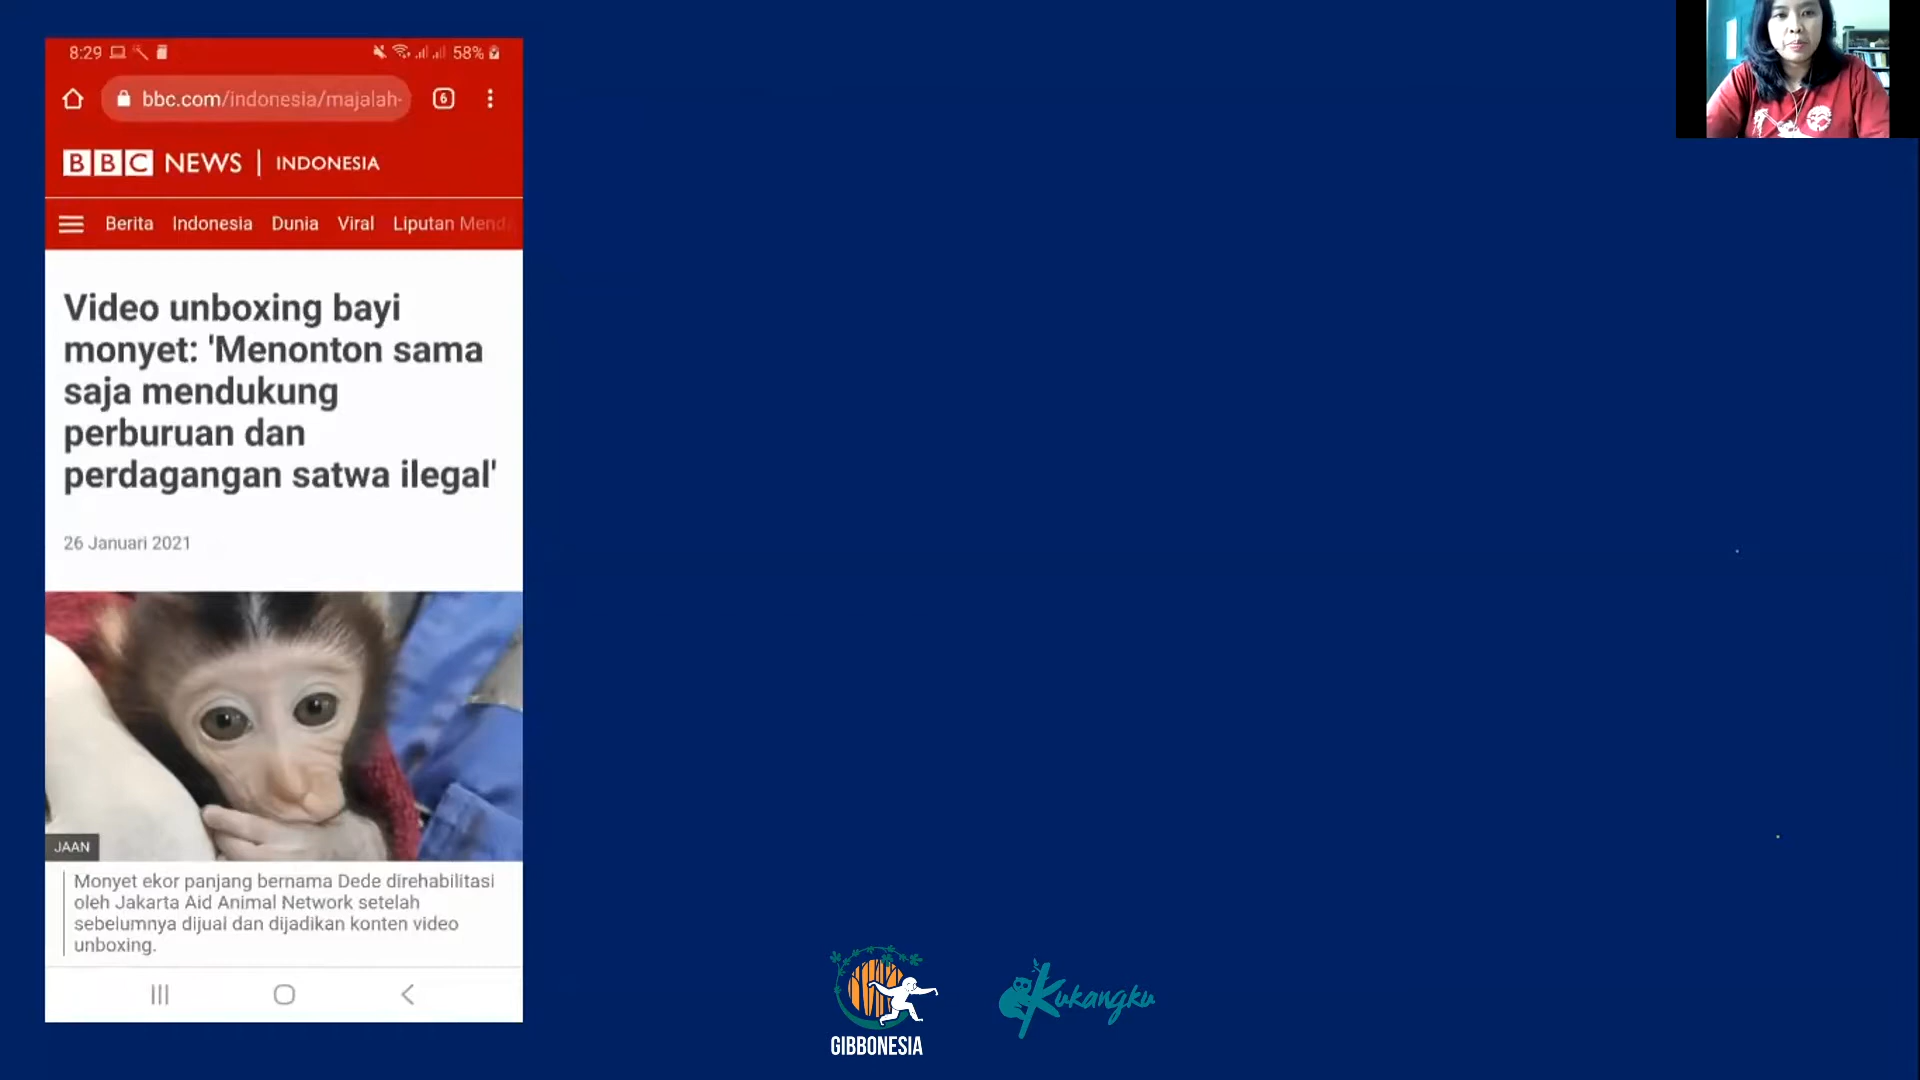 8:29
58%
bbc.com/indonesia/majalah-
6
BBC NEWS | INDONESIA
Berita Indonesia Dunia Viral Liputan Menda
Video unboxing bayi
monyet: 'Menonton sama
saja mendukung
perburuan dan
perdagangan satwa ilegal'
26 Januari 2021
JAAN
Monyet ekor panjang bernama Dede direhabilitasi
oleh Jakarta Aid Animal Network setelah
sebelumnya dijual dan dijadikan konten video
unboxing.
GIBBONESIA
Kukangku